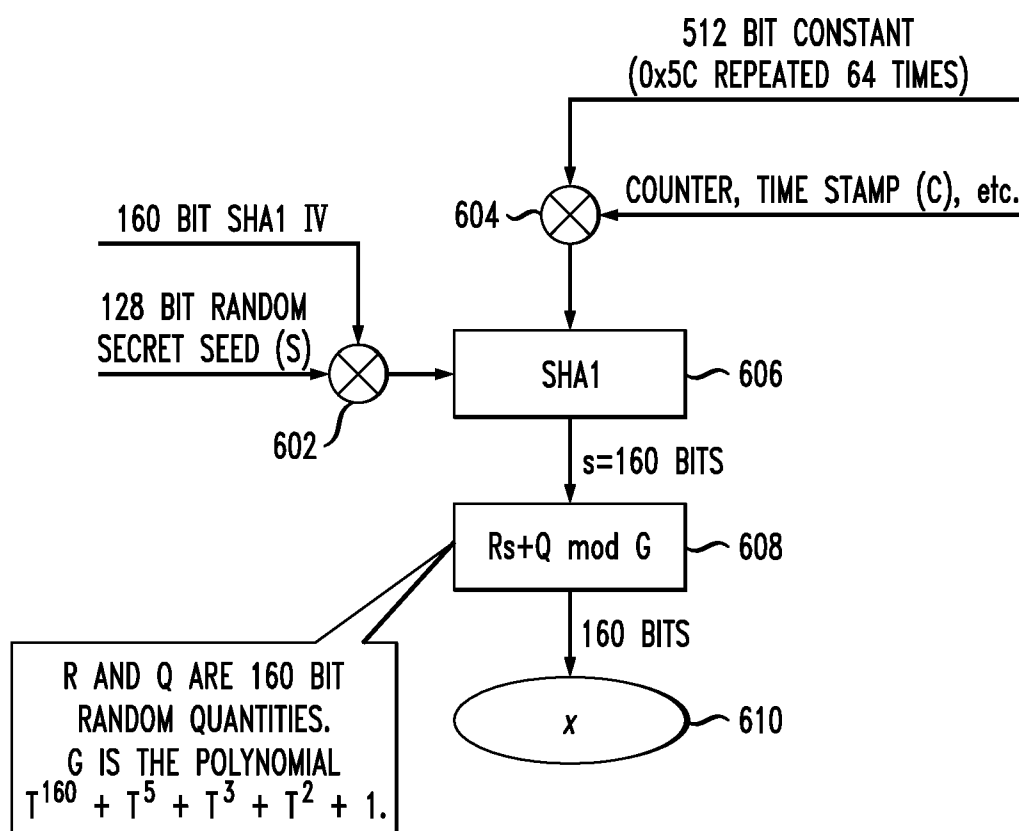 512 BIT CONSTANT
(0x5C REPEATED 64 TIMES)
COUNTER, TIME STAMP (C), etc.
604
160 BIT SHA1 IV
128 BIT RANDOM
SECRET SEED (S)
602
SHA1
606
s=160 BITS
Rs+Q mod G
608
160 BITS
x
610
R AND Q ARE 160 BIT
RANDOM QUANTITIES.
G IS THE POLYNOMIAL
T^160 + T^5 + T^3 + T^2 + 1.